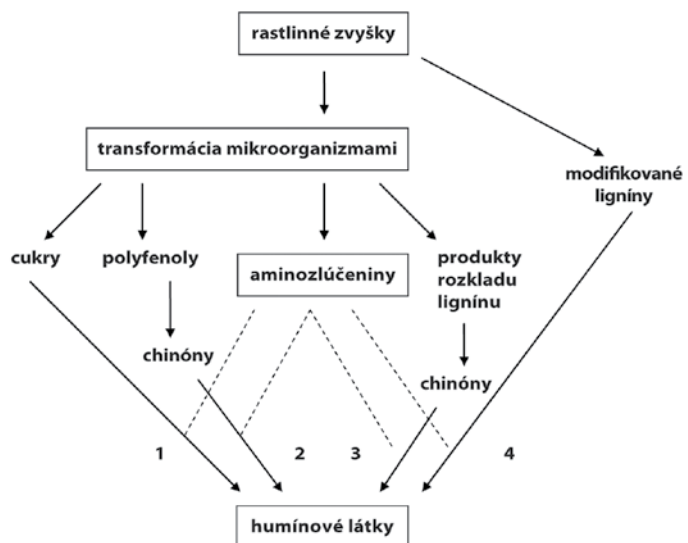 rastlinné zvyšky
transformácia mikroorganizmami
modifikované
ligníny
cukry
polyfenoly
aminozlúčeniny
produkty
rozkladu
lignínu
chinóny
chinóny
1
2
3
4
humínové látky